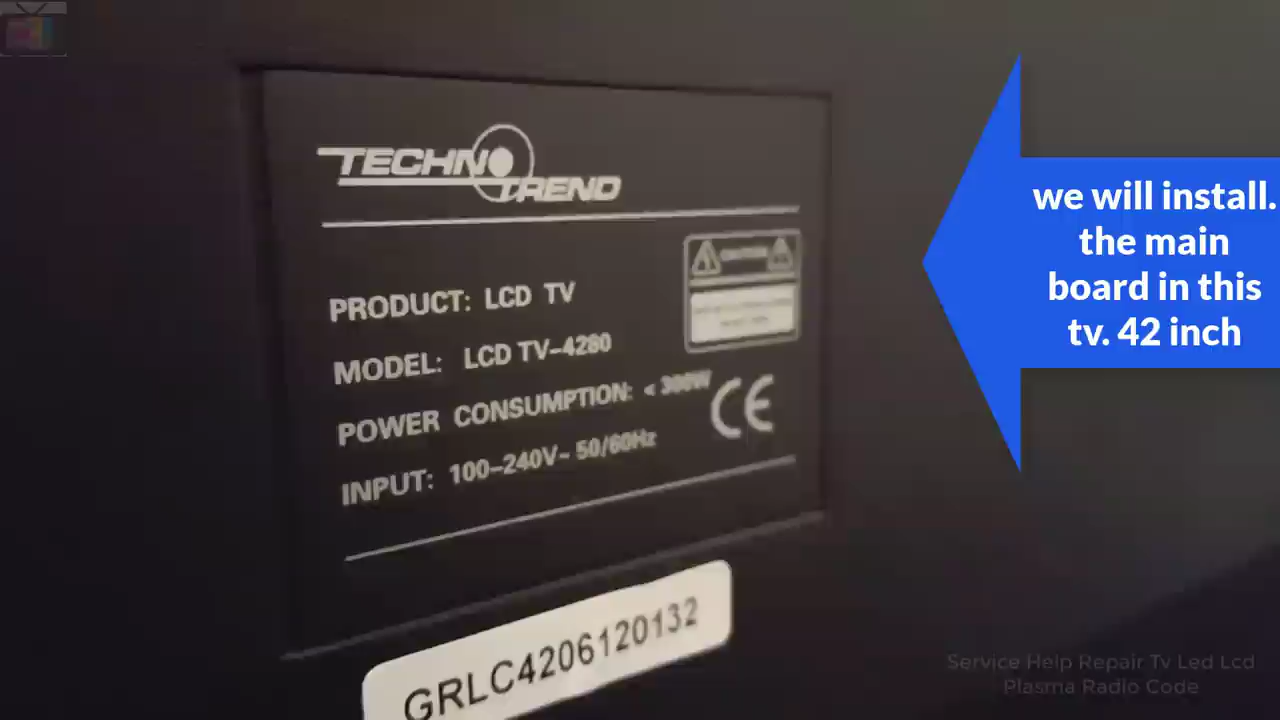 TECHNO
TREND
PRODUCT: LCD TV
MODEL: LCD TV-4280
POWER CONSUMPTION: < 300W
INPUT: 100-240V~ 50/60Hz
CAUTION
CE
GRLC4206120132
we will install.
the main
board in this
tv. 42 inch
Service Help Repair Tv Led Lcd
Plasma Radio Code